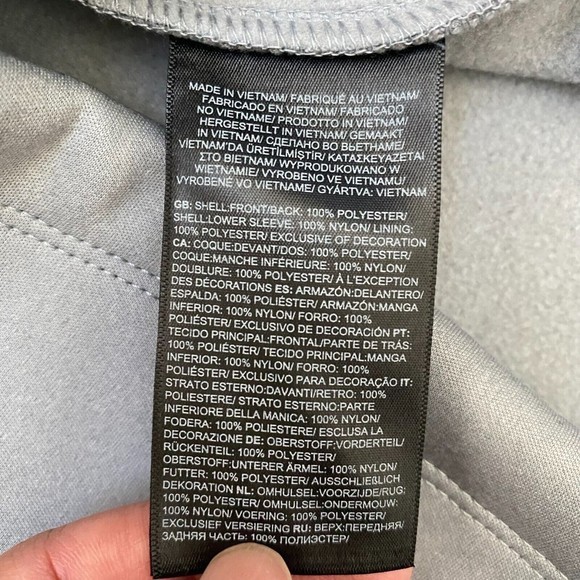 MADE IN VIETNAM/ FABRIQUÉ AU VIETNAM/
FABRICADO EN VIETNAM/ FABRICADO
NO VIETNAME/ PRODOTTO IN VIETNAM/
HERGESTELLT IN VIETNAM/ GEMAAKT
IN VIETNAM/ СДЕЛАНО ВО ВЬЕТНАМЕ/
VİETNAM'DA ÜRETİLMİŞTİR/ ΚΑΤΑΣΚΕΥΑΖΕΤΑΙ
ΣΤΟ ΒΙΕΤΝΑΜ/ WYPRODUKOWANO W
WIETNAMIE/ VYROBENO VE VIETNAMU/
VYROBENÉ VO VIETNAME/ GYÁRTVA: VIETNAM
GB: SHELL:FRONT/BACK: 100% POLYESTER/
SHELL:LOWER SLEEVE: 100% NYLON/ LINING:
100% POLYESTER/ EXCLUSIVE OF DECORATION
CA: COQUE:DEVANT/DOS: 100% POLYESTER/
COQUE:MANCHE INFÉRIEURE: 100% NYLON/
DOUBLURE: 100% POLYESTER/ À L'EXCEPTION
DES DÉCORATIONS ES: ARMAZÓN:DELANTERO/
ESPALDA: 100% POLIÉSTER/ ARMAZÓN:MANGA
INFERIOR: 100% NYLON/ FORRO: 100%
POLIÉSTER/ EXCLUSIVO DE DECORACIÓN PT:
TECIDO PRINCIPAL:FRONTAL/PARTE DE TRÁS:
100% POLIÉSTER/ TECIDO PRINCIPAL:MANGA
INFERIOR: 100% NYLON/ FORRO: 100%
POLIÉSTER/ EXCLUSIVO PARA DECORAÇÃO IT:
STRATO ESTERNO:DAVANTI/RETRO: 100%
POLIESTERE/ STRATO ESTERNO:PARTE
INFERIORE DELLA MANICA: 100% NYLON/
FODERA: 100% POLIESTERE/ ESCLUSA LA
DECORAZIONE DE: OBERSTOFF:VORDERTEIL/
RÜCKENTEIL: 100% POLYESTER/
OBERSTOFF:UNTERER ÄRMEL: 100% NYLON/
FUTTER: 100% POLYESTER/ AUSSCHLIEßLICH
DEKORATION NL: OMHULSEL:VOORZIJDE/RUG:
100% POLYESTER/ OMHULSEL:ONDERMOUW:
100% NYLON/ VOERING: 100% POLYESTER/
EXCLUSIEF VERSIERING RU: ВЕРХ:ПЕРЕДНЯЯ/
ЗАДНЯЯ ЧАСТЬ: 100% ПОЛИЭСТЕР/